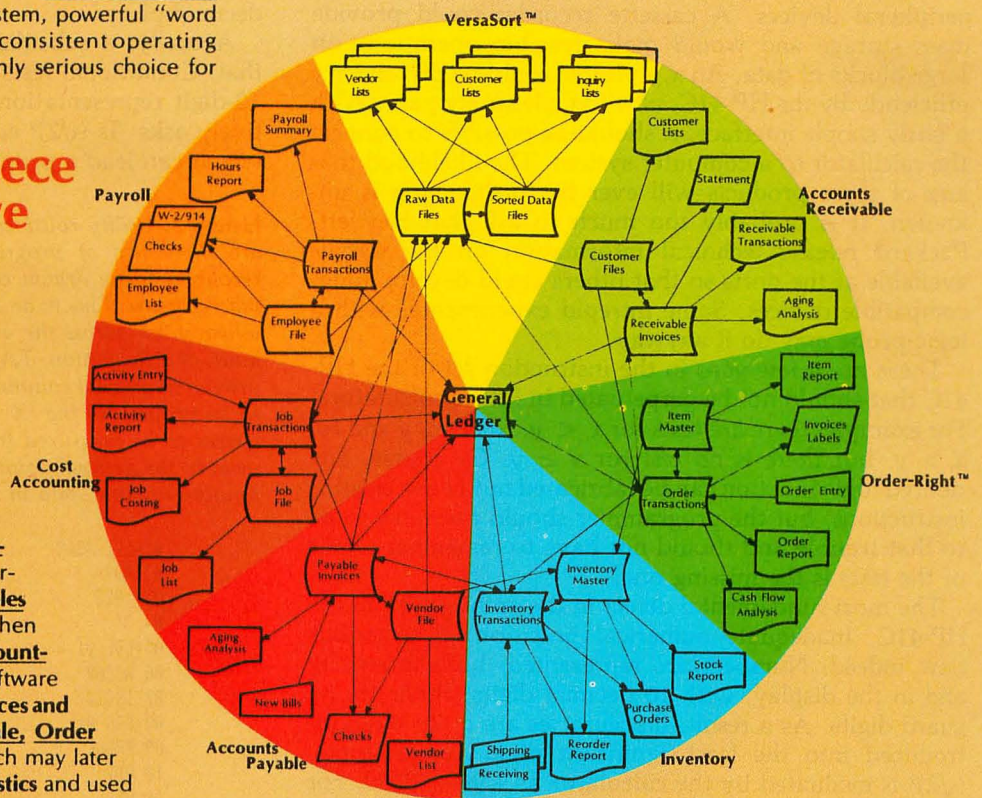 stem, powerful "word
consistent operating
nly serious choice for
ece
e
les
hen
ount-
ftware
ces and
le, Order
ch may later
stics and used
VersaSort™
Vendor
Lists
Customer
Lists
Inquiry
Lists
Raw Data
Files
Sorted Data
Files
Payroll
Payroll
Summary
Hours
Report
W-2/914
Checks
Employee
List
Payroll
Transactions
Employee
File
Accounts
Receivable
Customer
Lists
Statement
Receivable
Transactions
Customer
Files
Receivable
Invoices
Aging
Analysis
General
Ledger
Cost
Accounting
Activity Entry
Activity
Report
Job
Transactions
Job
Costing
Job
File
Job
List
Order-Right™
Item
Report
Item
Master
Invoices
Labels
Order Entry
Order
Transactions
Order
Report
Cash Flow
Analysis
Accounts
Payable
Payable
Invoices
Vendor
File
Aging
Analysis
New Bills
Checks
Vendor
List
Inventory
Inventory
Master
Inventory
Transactions
Stock
Report
Purchase
Orders
Reorder
Report
Shipping
Receiving